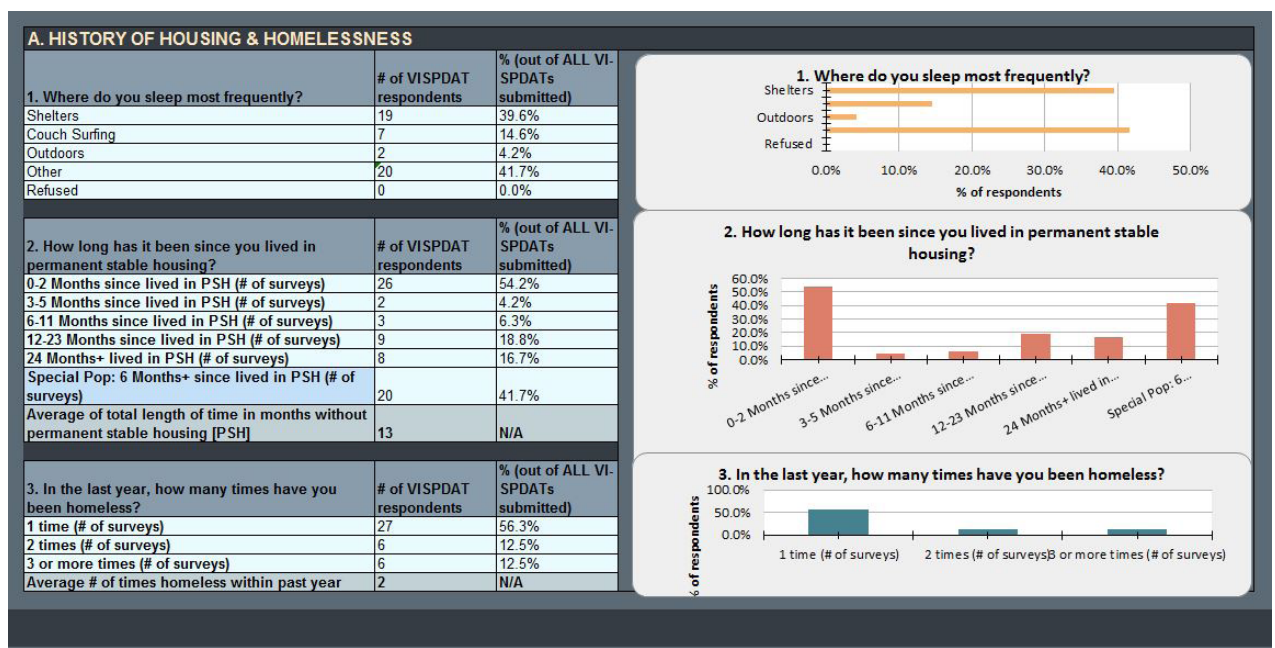 A. HISTORY OF HOUSING & HOMELESSNESS
1. Where do you sleep most frequently?
# of VISPDAT
respondents
% (out of ALL VI-
SPDATs
submitted)
Shelters 19 39.6%
Couch Surfing 7 14.6%
Outdoors 2 4.2%
Other 20 41.7%
Refused 0 0.0%
2. How long has it been since you lived in
permanent stable housing?
# of VISPDAT
respondents
% (out of ALL VI-
SPDATs
submitted)
0-2 Months since lived in PSH (# of surveys) 26 54.2%
3-5 Months since lived in PSH (# of surveys) 2 4.2%
6-11 Months since lived in PSH (# of surveys) 3 6.3%
12-23 Months since lived in PSH (# of surveys) 9 18.8%
24 Months+ lived in PSH (# of surveys) 8 16.7%
Special Pop: 6 Months+ since lived in PSH (# of
surveys) 20 41.7%
Average of total length of time in months without
permanent stable housing [PSH] 13 N/A
3. In the last year, how many times have you
been homeless?
# of VISPDAT
respondents
% (out of ALL VI-
SPDATs
submitted)
1 time (# of surveys) 27 56.3%
2 times (# of surveys) 6 12.5%
3 or more times (# of surveys) 6 12.5%
Average # of times homeless within past year 2 N/A
1. Where do you sleep most frequently?
Shelters
Outdoors
Refused
0.0% 10.0% 20.0% 30.0% 40.0% 50.0%
% of respondents
2. How long has it been since you lived in permanent stable
housing?
% of respondents
60.0%
50.0%
40.0%
30.0%
20.0%
10.0%
0.0%
0-2 Months since...
3-5 Months since...
6-11 Months since...
12-23 Months since...
24 Months+ lived in...
Special Pop: 6...
3. In the last year, how many times have you been homeless?
% of respondents
100.0%
50.0%
0.0%
1 time (# of surveys) 2 times (# of surveys) 3 or more times (# of surveys)